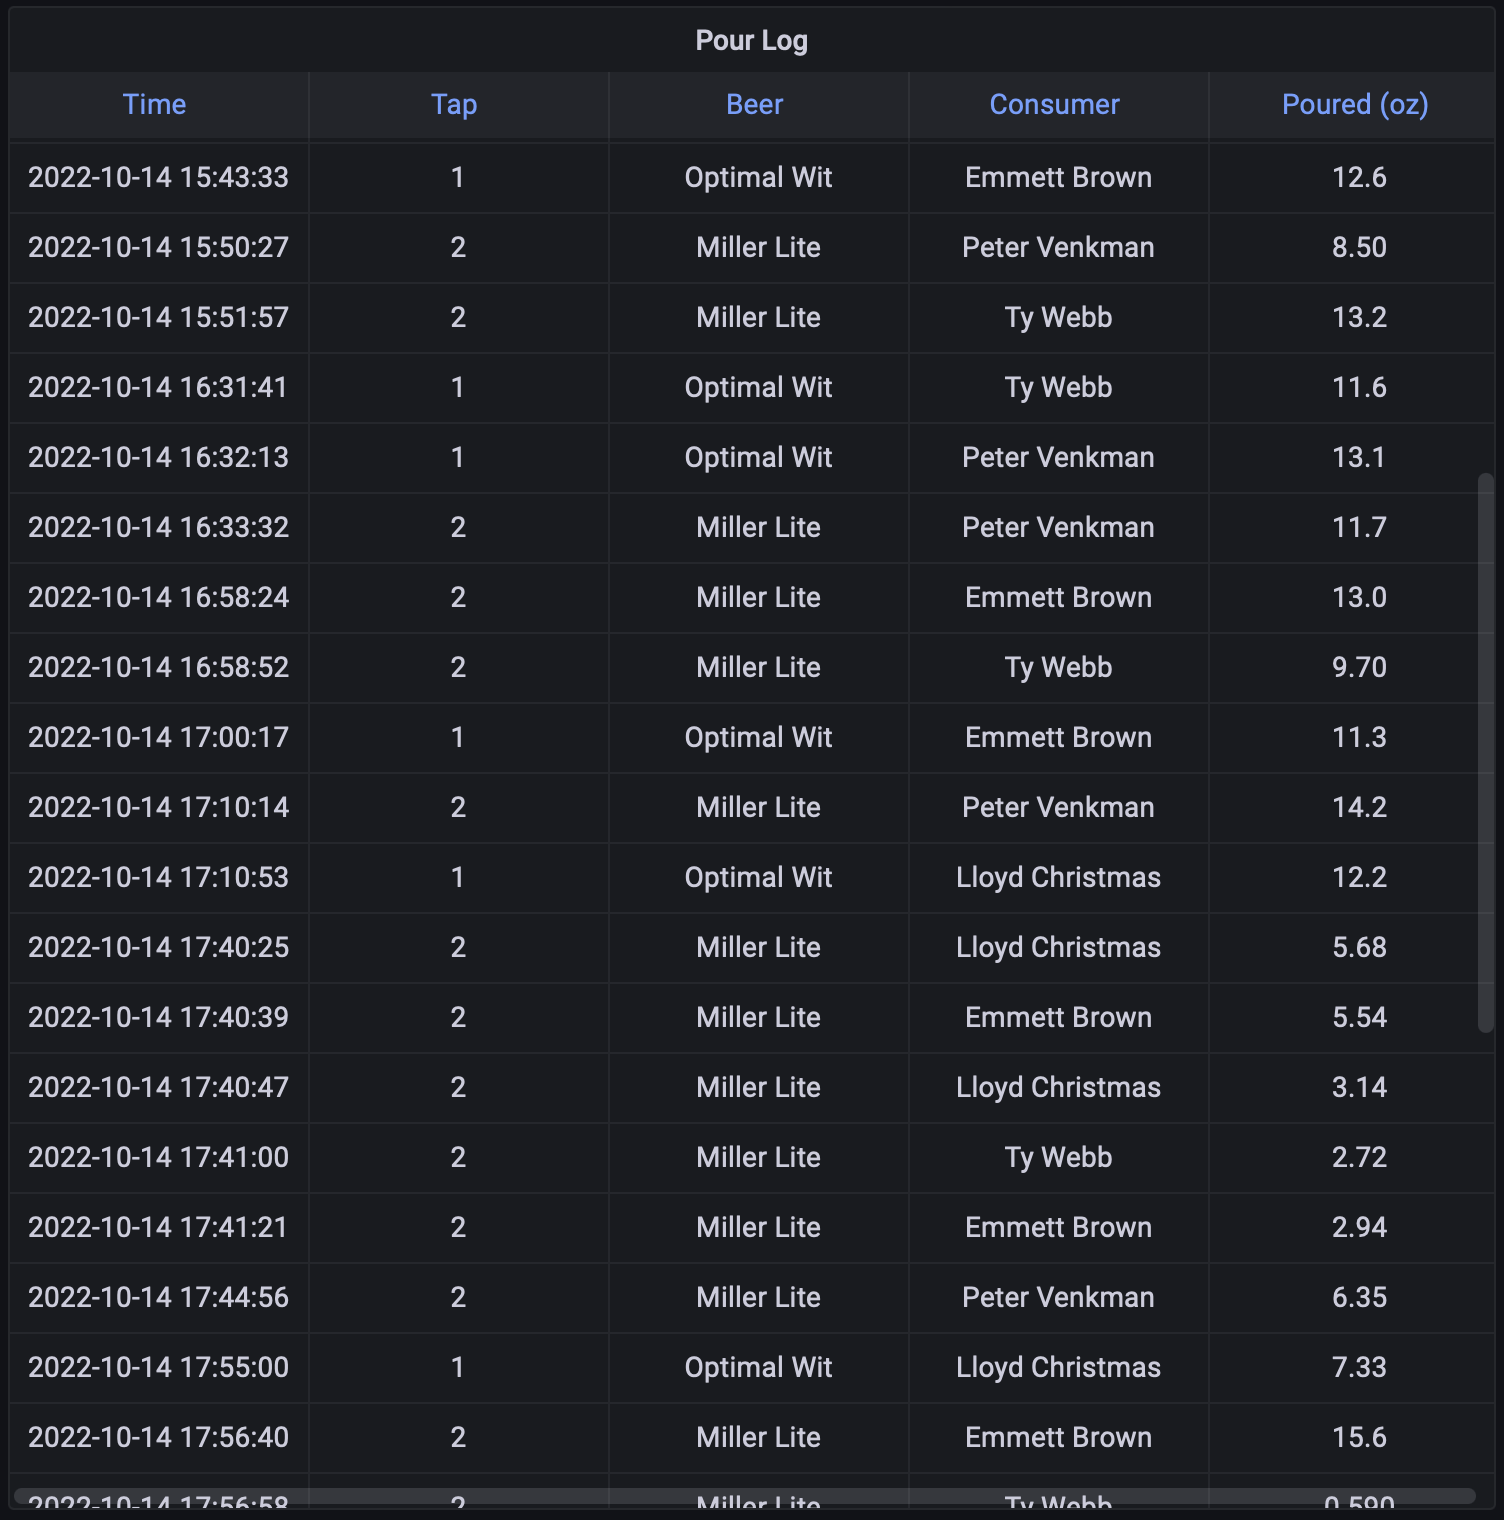 Pour Log
Time Tap Beer Consumer Poured (oz)
2022-10-14 15:43:33 1 Optimal Wit Emmett Brown 12.6
2022-10-14 15:50:27 2 Miller Lite Peter Venkman 8.50
2022-10-14 15:51:57 2 Miller Lite Ty Webb 13.2
2022-10-14 16:31:41 1 Optimal Wit Ty Webb 11.6
2022-10-14 16:32:13 1 Optimal Wit Peter Venkman 13.1
2022-10-14 16:33:32 2 Miller Lite Peter Venkman 11.7
2022-10-14 16:58:24 2 Miller Lite Emmett Brown 13.0
2022-10-14 16:58:52 2 Miller Lite Ty Webb 9.70
2022-10-14 17:00:17 1 Optimal Wit Emmett Brown 11.3
2022-10-14 17:10:14 2 Miller Lite Peter Venkman 14.2
2022-10-14 17:10:53 1 Optimal Wit Lloyd Christmas 12.2
2022-10-14 17:40:25 2 Miller Lite Lloyd Christmas 5.68
2022-10-14 17:40:39 2 Miller Lite Emmett Brown 5.54
2022-10-14 17:40:47 2 Miller Lite Lloyd Christmas 3.14
2022-10-14 17:41:00 2 Miller Lite Ty Webb 2.72
2022-10-14 17:41:21 2 Miller Lite Emmett Brown 2.94
2022-10-14 17:44:56 2 Miller Lite Peter Venkman 6.35
2022-10-14 17:55:00 1 Optimal Wit Lloyd Christmas 7.33
2022-10-14 17:56:40 2 Miller Lite Emmett Brown 15.6
2022-10-14 17:56:58 2 Miller Lite Ty Webb 0.590